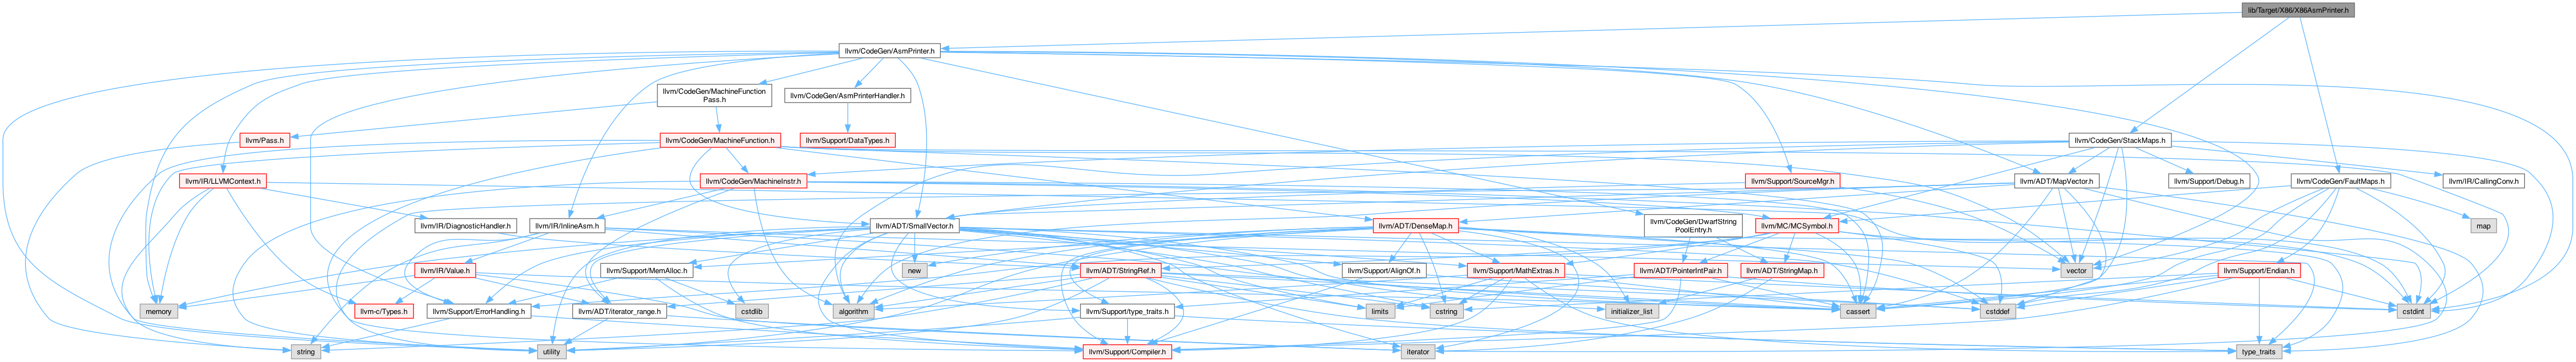 lib/Target/X86/X86AsmPrinter.h
llvm/CodeGen/AsmPrinter.h
llvm/CodeGen/MachineFunction
Pass.h
llvm/CodeGen/AsmPrinterHandler.h
llvm/Pass.h
llvm/CodeGen/MachineFunction.h
llvm/Support/DataTypes.h
llvm/CodeGen/StackMaps.h
llvm/IR/LLVMContext.h
llvm/CodeGen/MachineInstr.h
llvm/Support/SourceMgr.h
llvm/ADT/MapVector.h
llvm/Support/Debug.h
llvm/CodeGen/FaultMaps.h
llvm/IR/CallingConv.h
llvm/IR/DiagnosticHandler.h
llvm/IR/InlineAsm.h
llvm/ADT/SmallVector.h
llvm/CodeGen/DwarfString
PoolEntry.h
llvm/ADT/DenseMap.h
llvm/MC/MCSymbol.h
map
llvm/IR/Value.h
llvm/Support/MemAlloc.h
new
llvm/ADT/StringRef.h
llvm/Support/AlignOf.h
llvm/Support/MathExtras.h
llvm/ADT/PointerIntPair.h
llvm/ADT/StringMap.h
vector
llvm/Support/Endian.h
memory
llvm-c/Types.h
llvm/Support/ErrorHandling.h
llvm/ADT/iterator_range.h
cstdlib
algorithm
llvm/Support/type_traits.h
limits
cstring
initializer_list
cassert
cstddef
cstdint
string
utility
llvm/Support/Compiler.h
iterator
type_traits